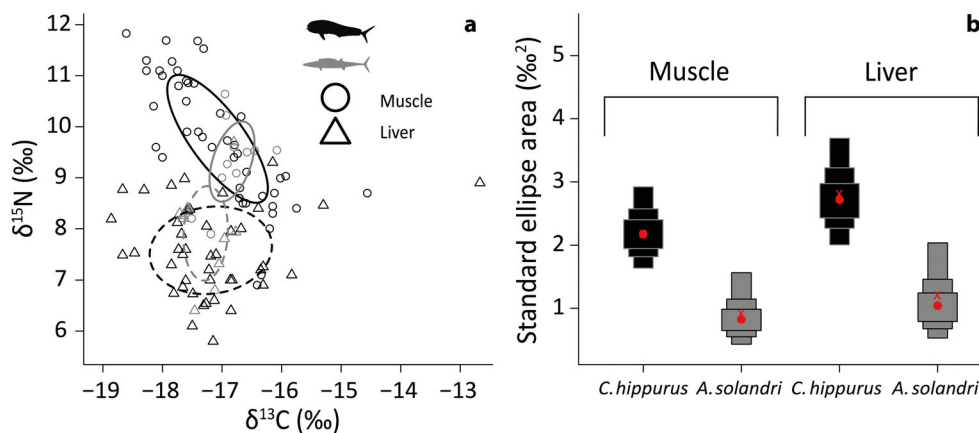 a
12
11
10
9
8
7
6
δ¹⁵N (‰)
Muscle
Liver
−19 −18 −17 −16 −15 −14 −13
δ¹³C (‰)
b
5
4
3
2
1
Standard ellipse area (‰²)
Muscle Liver
C. hippurus A. solandri C. hippurus A. solandri